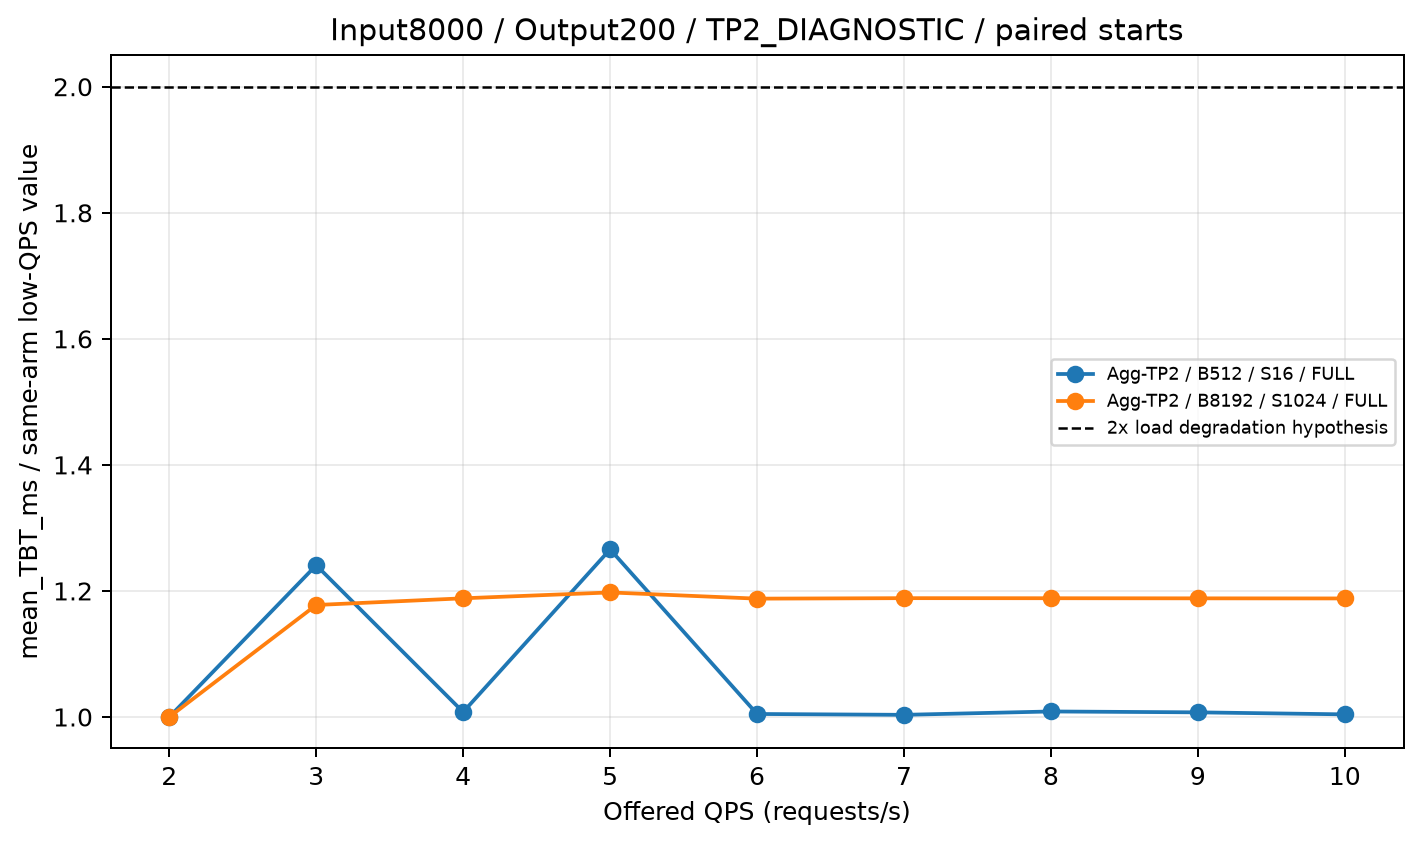 Input8000 / Output200 / TP2_DIAGNOSTIC / paired starts
mean_TBT_ms / same-arm low-QPS value
2.0
1.8
1.6
1.4
1.2
1.0
Agg-TP2 / B512 / S16 / FULL
Agg-TP2 / B8192 / S1024 / FULL
2x load degradation hypothesis
2 3 4 5 6 7 8 9 10
Offered QPS (requests/s)